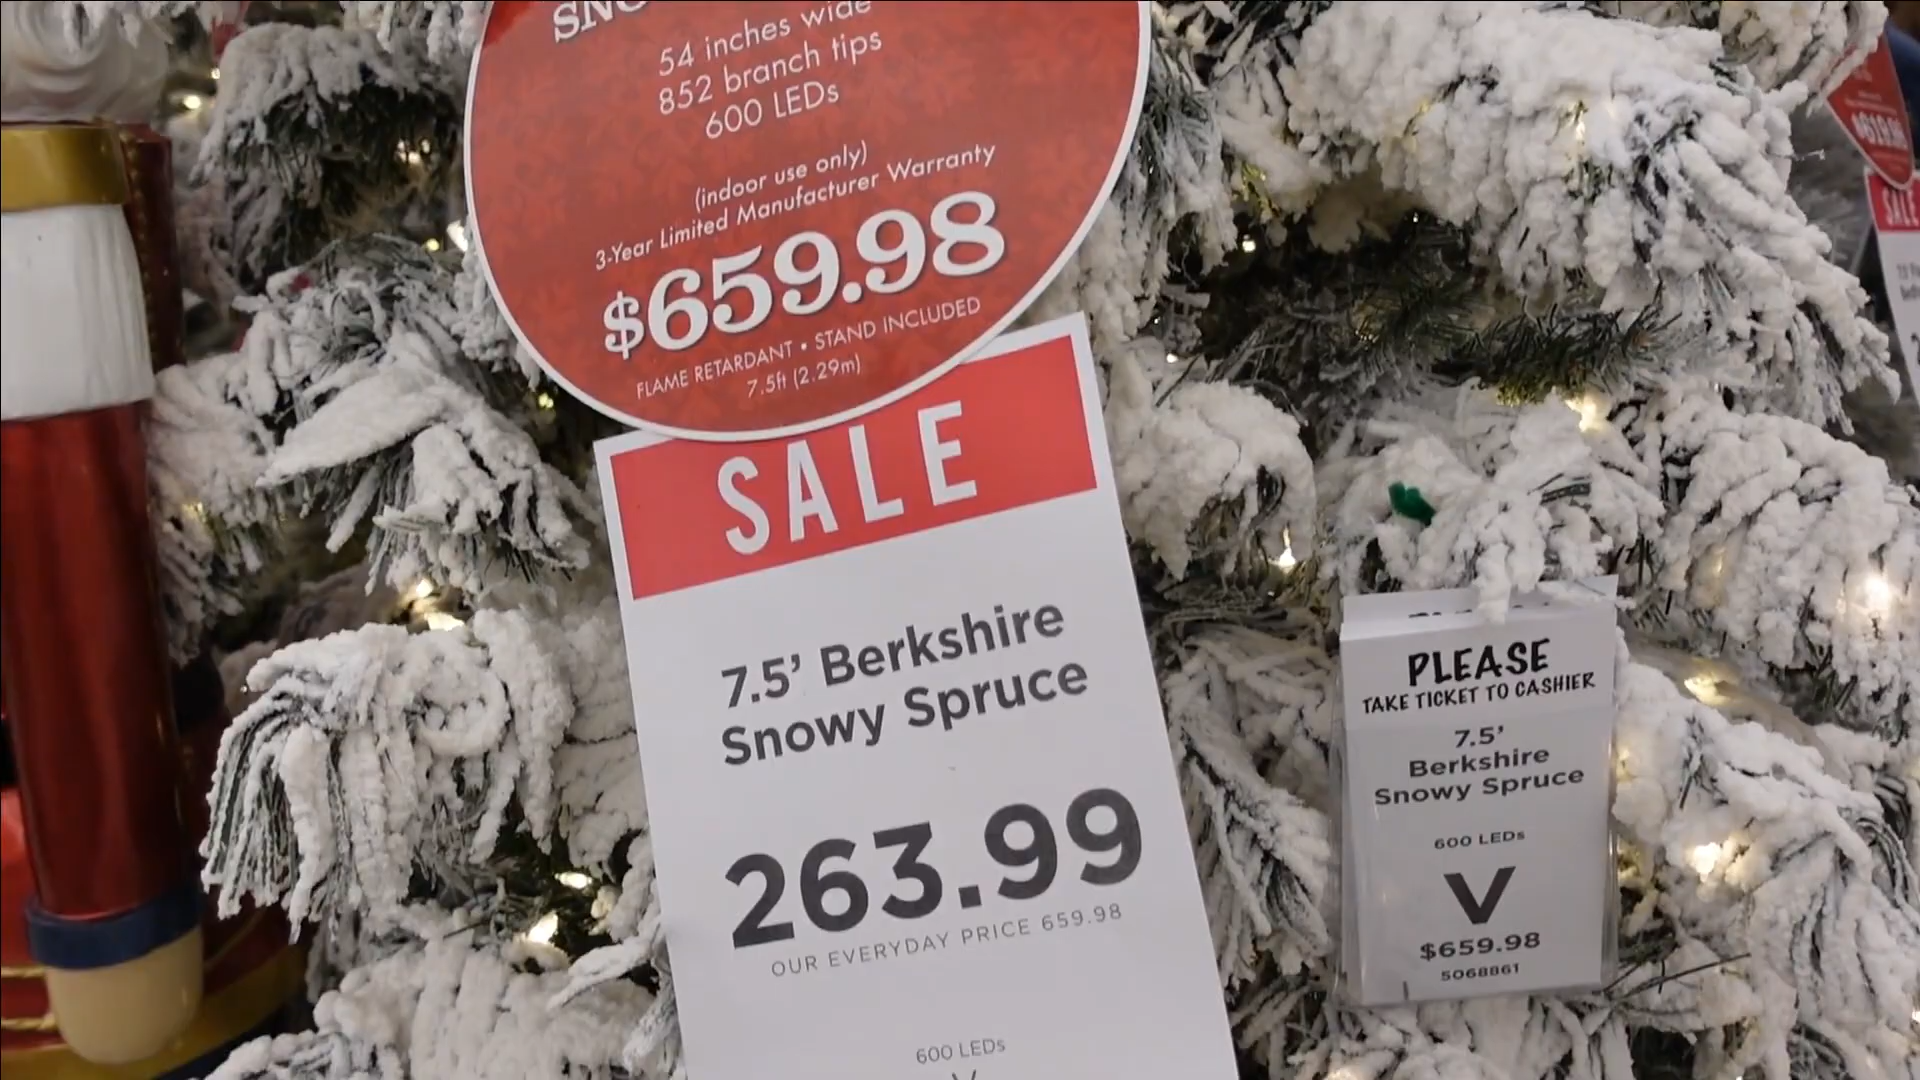 54 inches wide
852 branch tips
600 LEDs
(indoor use only)
3-Year Limited Manufacturer Warranty
$659.98
FLAME RETARDANT • STAND INCLUDED
7.5ft (2.29m)
SALE
7.5’ Berkshire
Snowy Spruce
263.99
OUR EVERYDAY PRICE 659.98
600 LEDs
PLEASE
TAKE TICKET TO CASHIER
7.5’
Berkshire
Snowy Spruce
600 LEDs
V
$659.98
5068861
SALE